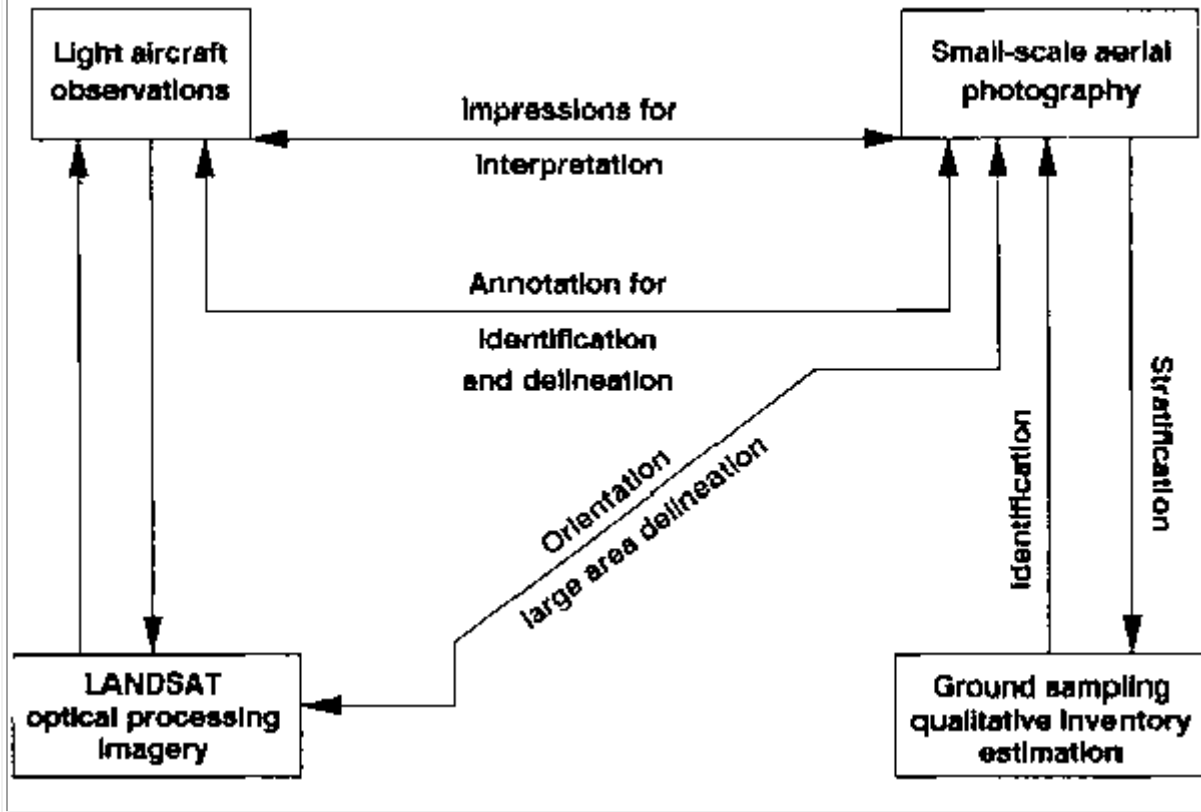 Light aircraft
observations
Small-scale aerial
photography
Impressions for
Interpretation
Annotation for
Identification
and delineation
Orientation
large area delineation
Identification
Stratification
LANDSAT
optical processing
Imagery
Ground sampling
qualitative Inventory
estimation